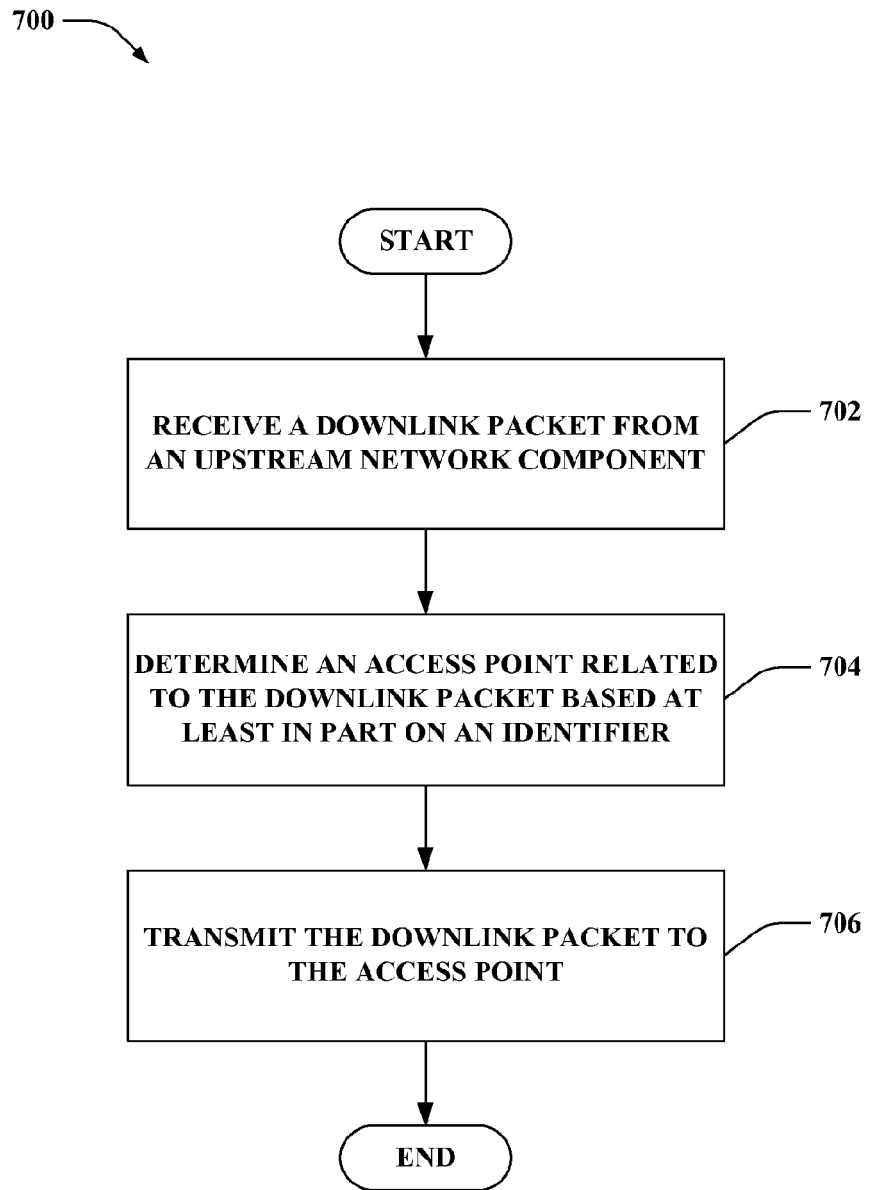 700
START
RECEIVE A DOWNLINK PACKET FROM
AN UPSTREAM NETWORK COMPONENT
702
DETERMINE AN ACCESS POINT RELATED
TO THE DOWNLINK PACKET BASED AT
LEAST IN PART ON AN IDENTIFIER
704
TRANSMIT THE DOWNLINK PACKET TO
THE ACCESS POINT
706
END